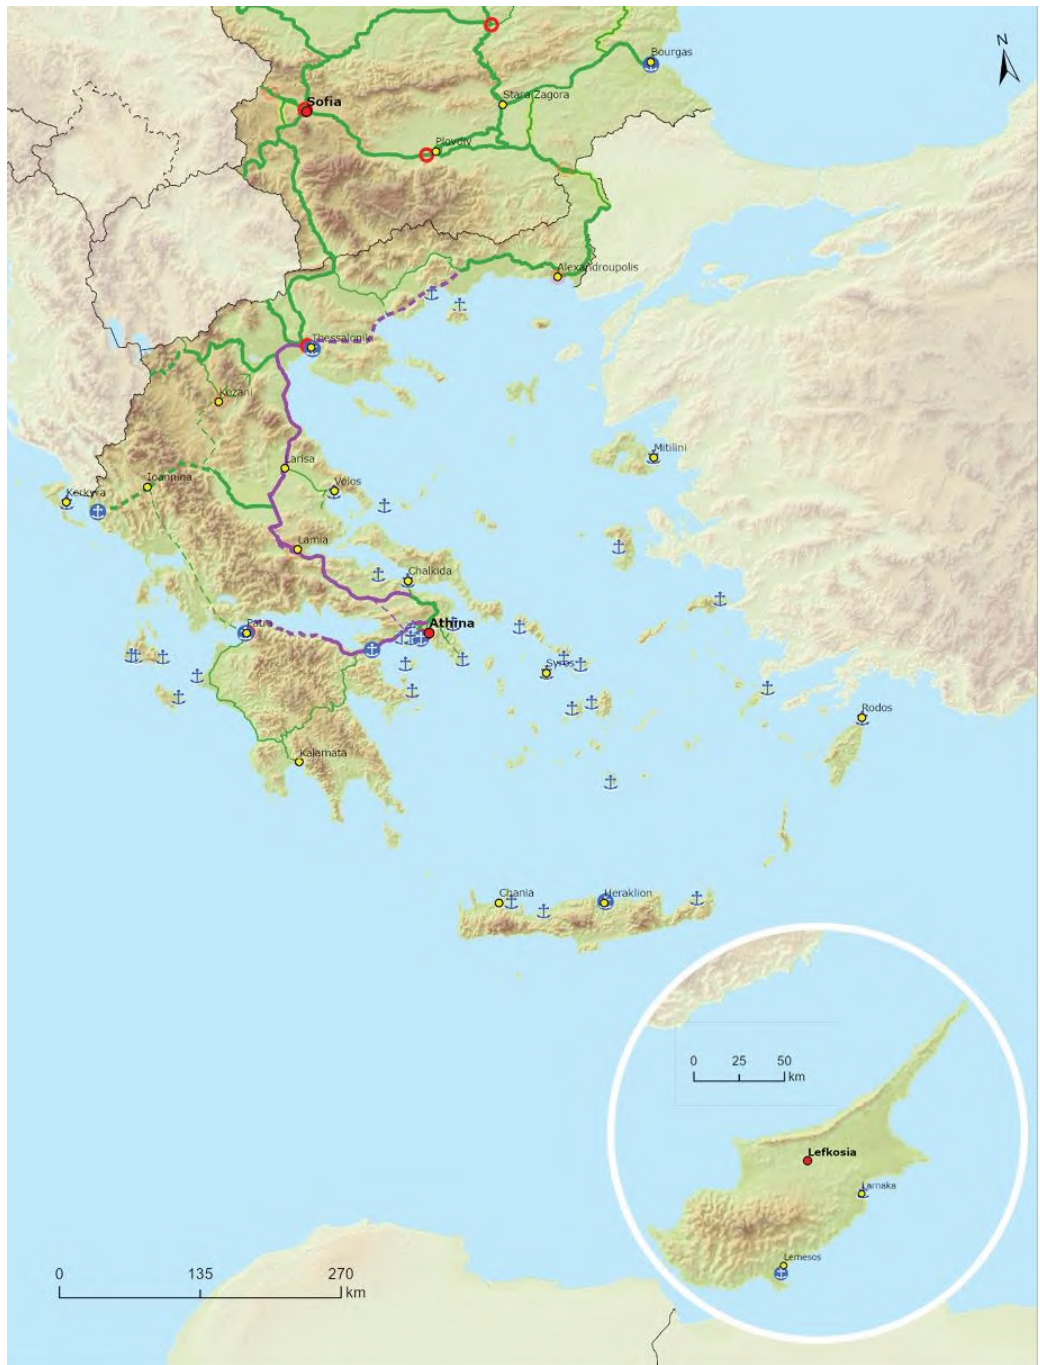 N
Bourgas
Sofia
Stara Zagora
Plovdiv
Alexandroupolis
Thessaloniki
Kozani
Larisa
Mitilini
Ioannina
Volos
Kerkyra
Lamia
Chalkida
Patra
Athina
Syros
Rodos
Kalamata
Chania
Heraklion
0 25 50
km
Lefkosia
Larnaka
Lemesos
0 135 270
km